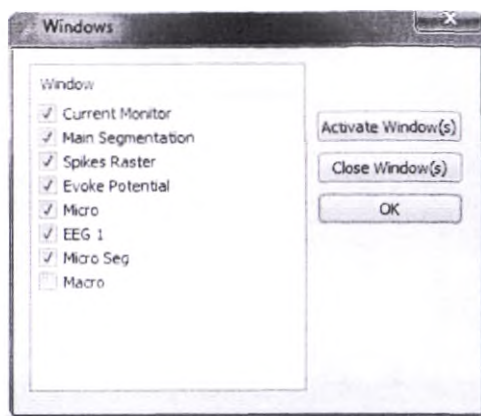 Windows
Window
Current Monitor
Main Segmentation
Spikes Raster
Evoke Potential
Micro
EEG 1
Micro Seg
Macro
Activate Window(s)
Close Window(s)
OK